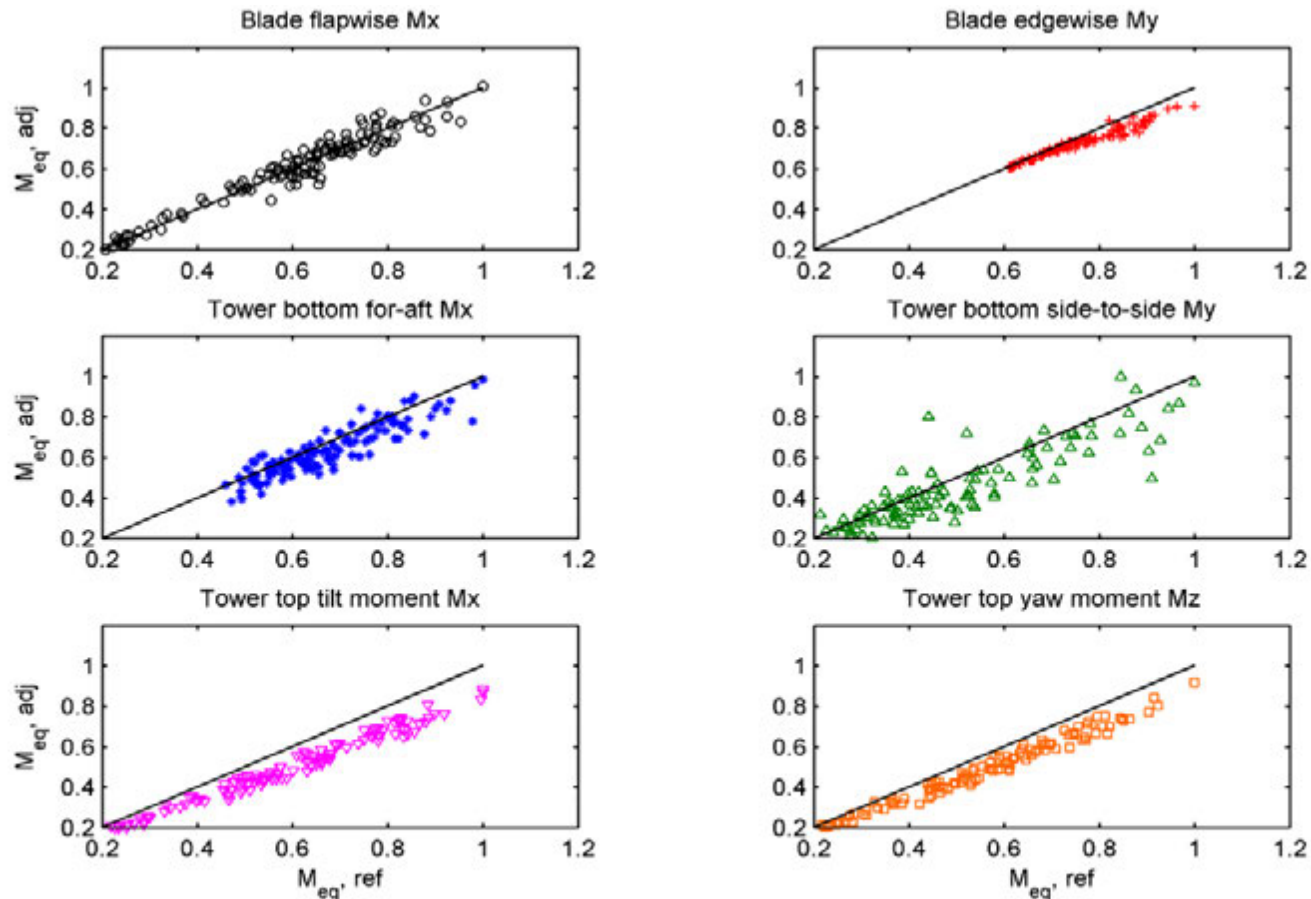 Blade flapwise Mx
1
0.8
0.6
0.4
0.2
M_eq, adj
0.2 0.4 0.6 0.8 1 1.2
Blade edgewise My
1
0.8
0.6
0.4
0.2
0.2 0.4 0.6 0.8 1 1.2
Tower bottom for-aft Mx
1
0.8
0.6
0.4
0.2
M_eq, adj
0.2 0.4 0.6 0.8 1 1.2
Tower bottom side-to-side My
1
0.8
0.6
0.4
0.2
0.2 0.4 0.6 0.8 1 1.2
Tower top tilt moment Mx
1
0.8
0.6
0.4
0.2
M_eq, adj
0.2 0.4 0.6 0.8 1 1.2
M_eq, ref
Tower top yaw moment Mz
1
0.8
0.6
0.4
0.2
0.2 0.4 0.6 0.8 1 1.2
M_eq, ref